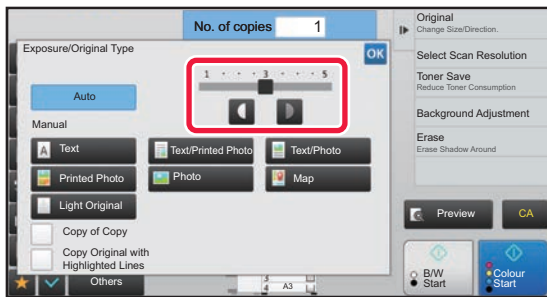 No. of copies 1
Exposure/Original Type
OK
1 3 5
Auto
Manual
A Text
Text/Printed Photo
Text/Photo
Printed Photo
Photo
Map
Light Original
Copy of Copy
Copy Original with
Highlighted Lines
Others
3
4 A3
Original
Change Size/Direction.
Select Scan Resolution
Toner Save
Reduce Toner Consumption
Background Adjustment
Erase
Erase Shadow Around
Preview
CA
B/W
Start
Colour
Start